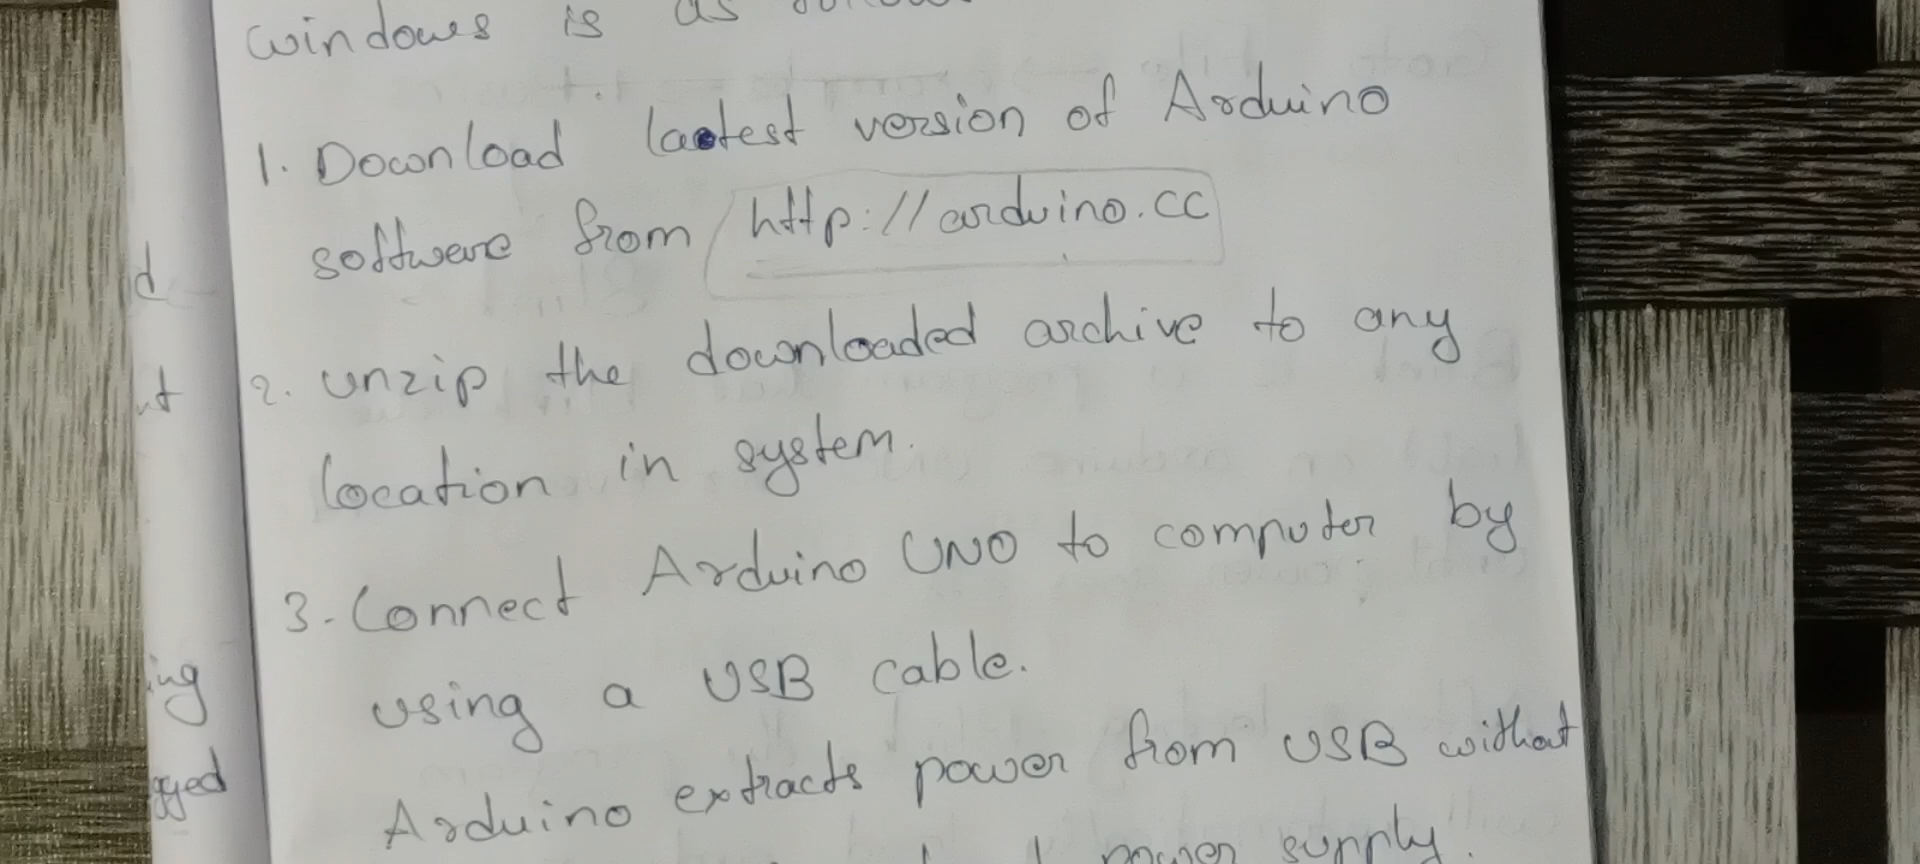 windows is as
1. Download latest version of Arduino
software from http://arduino.cc
2. unzip the downloaded archive to any
location in system.
3. Connect Arduino UNO to computer by
using a USB cable.
Arduino extracts power from USB without
power supply.